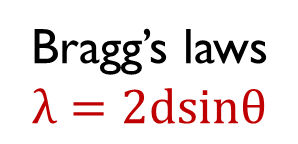 Bragg's laws
λ = 2dsinθ